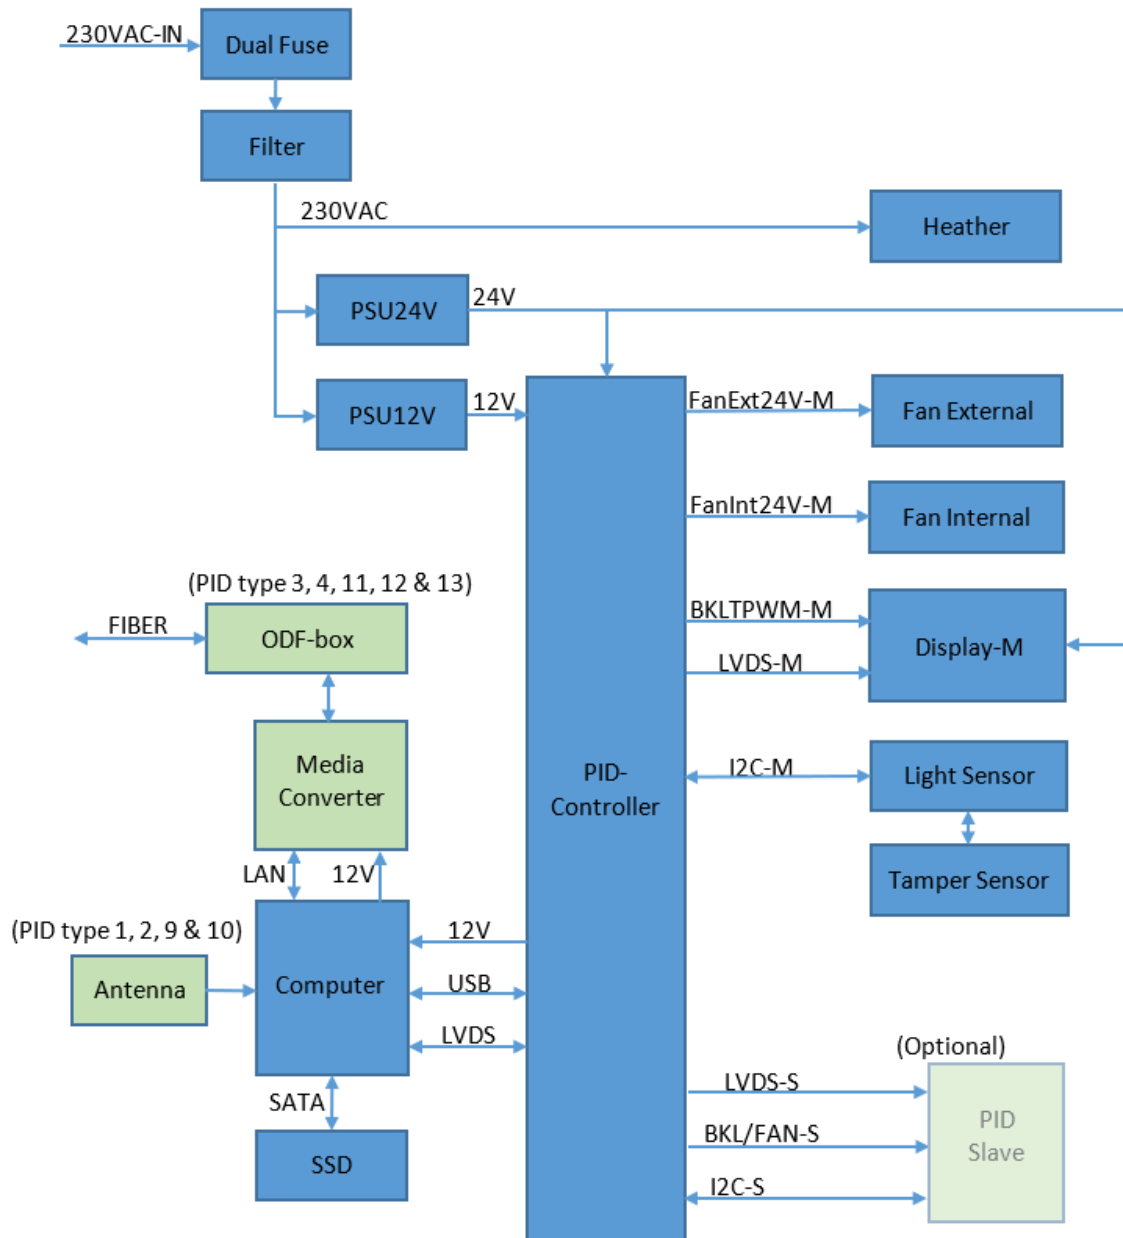 230VAC-IN
Dual Fuse
Filter
230VAC
Heather
PSU24V
24V
PSU12V
12V
FanExt24V-M
Fan External
FanInt24V-M
Fan Internal
(PID type 3, 4, 11, 12 & 13)
FIBER
ODF-box
BKLTPWM-M
LVDS-M
Display-M
Media
Converter
PID-
Controller
I2C-M
Light Sensor
Tamper Sensor
LAN
12V
(PID type 1, 2, 9 & 10)
Antenna
Computer
12V
USB
LVDS
SATA
SSD
(Optional)
LVDS-S
BKL/FAN-S
I2C-S
PID
Slave